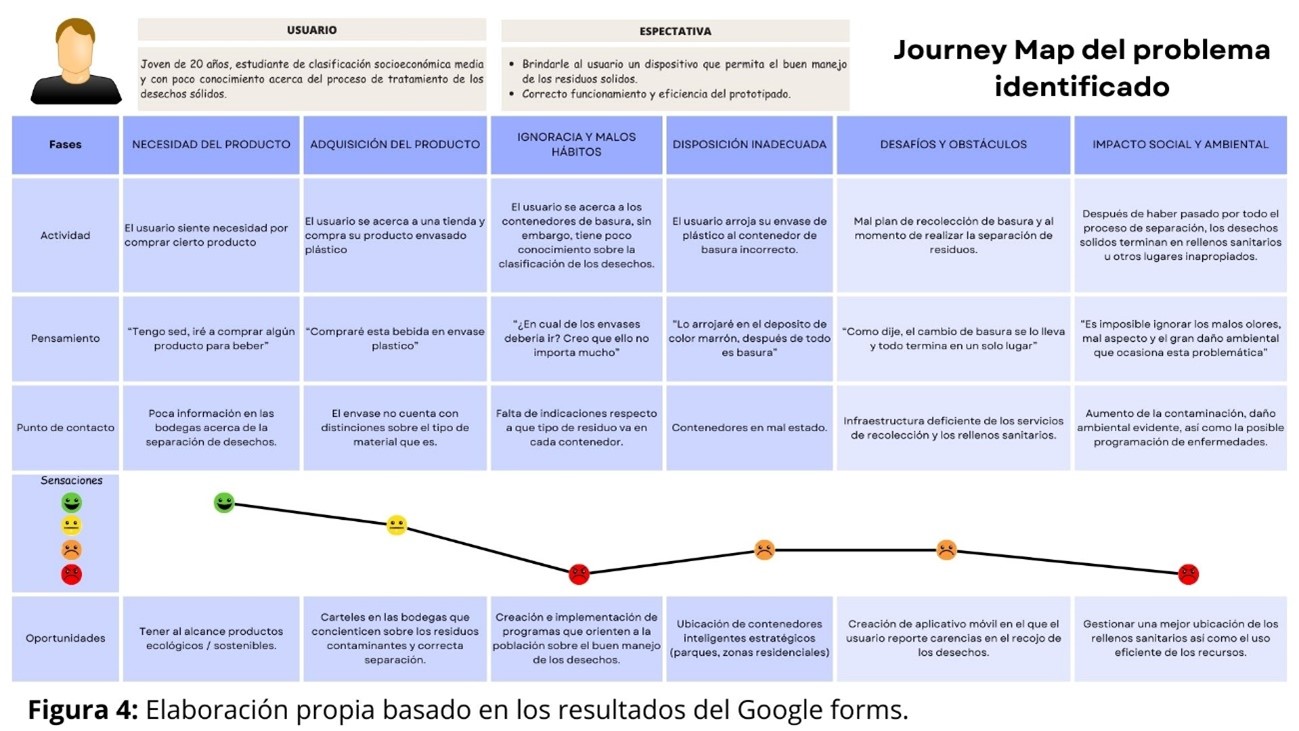 USUARIO
Joven de 20 años, estudiante de clasificación socioeconómica media
y con poco conocimiento acerca del proceso de tratamiento de los
desechos sólidos.
ESPECTATIVA
• Brindarle al usuario un dispositivo que permita el buen manejo
de los residuos solidos.
• Correcto funcionamiento y eficiencia del prototipado.
Journey Map del problema
identificado
Fases
NECESIDAD DEL PRODUCTO
ADQUISICIÓN DEL PRODUCTO
IGNORACIA Y MALOS
HÁBITOS
DISPOSICIÓN INADECUADA
DESAFÍOS Y OBSTÁCULOS
IMPACTO SOCIAL Y AMBIENTAL
Actividad
El usuario siente necesidad por
comprar cierto producto
El usuario se acerca a una tienda y
compra su producto envasado
plástico
El usuario se acerca a los
contenedores de basura, sin
embargo, tiene poco
conocimiento sobre la
clasificación de los desechos.
El usuario arroja su envase de
plástico al contenedor de
basura incorrecto.
Mal plan de recolección de basura y al
momento de realizar la separación de
residuos.
Después de haber pasado por todo el
proceso de separación, los desechos
solidos terminan en rellenos sanitarios
u otros lugares inapropiados.
Pensamiento
"Tengo sed, iré a comprar algún
producto para beber"
"Compraré esta bebida en envase
plastico"
"¿En cual de los envases
debería ir? Creo que ello no
importa mucho"
"Lo arrojaré en el deposito de
color marrón, después de todo
es basura"
"Como dije, el cambio de basura se lo lleva
y todo termina en un solo lugar"
"Es imposible ignorar los malos olores,
mal aspecto y el gran daño ambiental
que ocasiona esta problemática"
Punto de contacto
Poca información en las
bodegas acerca de la
separación de desechos.
El envase no cuenta con
distinciones sobre el tipo de
material que es.
Falta de indicaciones respecto
a que tipo de residuo va en
cada contenedor.
Contenedores en mal estado.
Infraestructura deficiente de los servicios
de recolección y los rellenos sanitarios.
Aumento de la contaminación, daño
ambiental evidente, así como la posible
programación de enfermedades.
Sensaciones
Oportunidades
Tener al alcance productos
ecológicos / sostenibles.
Carteles en las bodegas que
concienticen sobre los residuos
contaminantes y correcta
separación.
Creación e implementación de
programas que orienten a la
población sobre el buen manejo
de los desechos.
Ubicación de contenedores
inteligentes estratégicos
(parques, zonas residenciales)
Creación de aplicativo móvil en el que el
usuario reporte carencias en el recojo de
los desechos.
Gestionar una mejor ubicación de los
rellenos sanitarios así como el uso
eficiente de los recursos.
Figura 4: Elaboración propia basado en los resultados del Google forms.